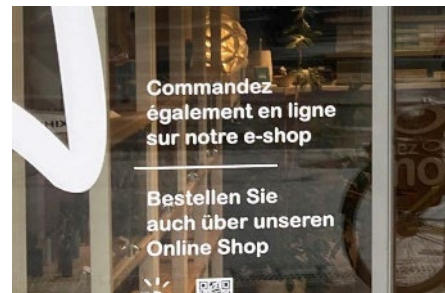 Commandez
également en ligne
sur notre e-shop
Bestellen Sie
auch über unseren
Online Shop